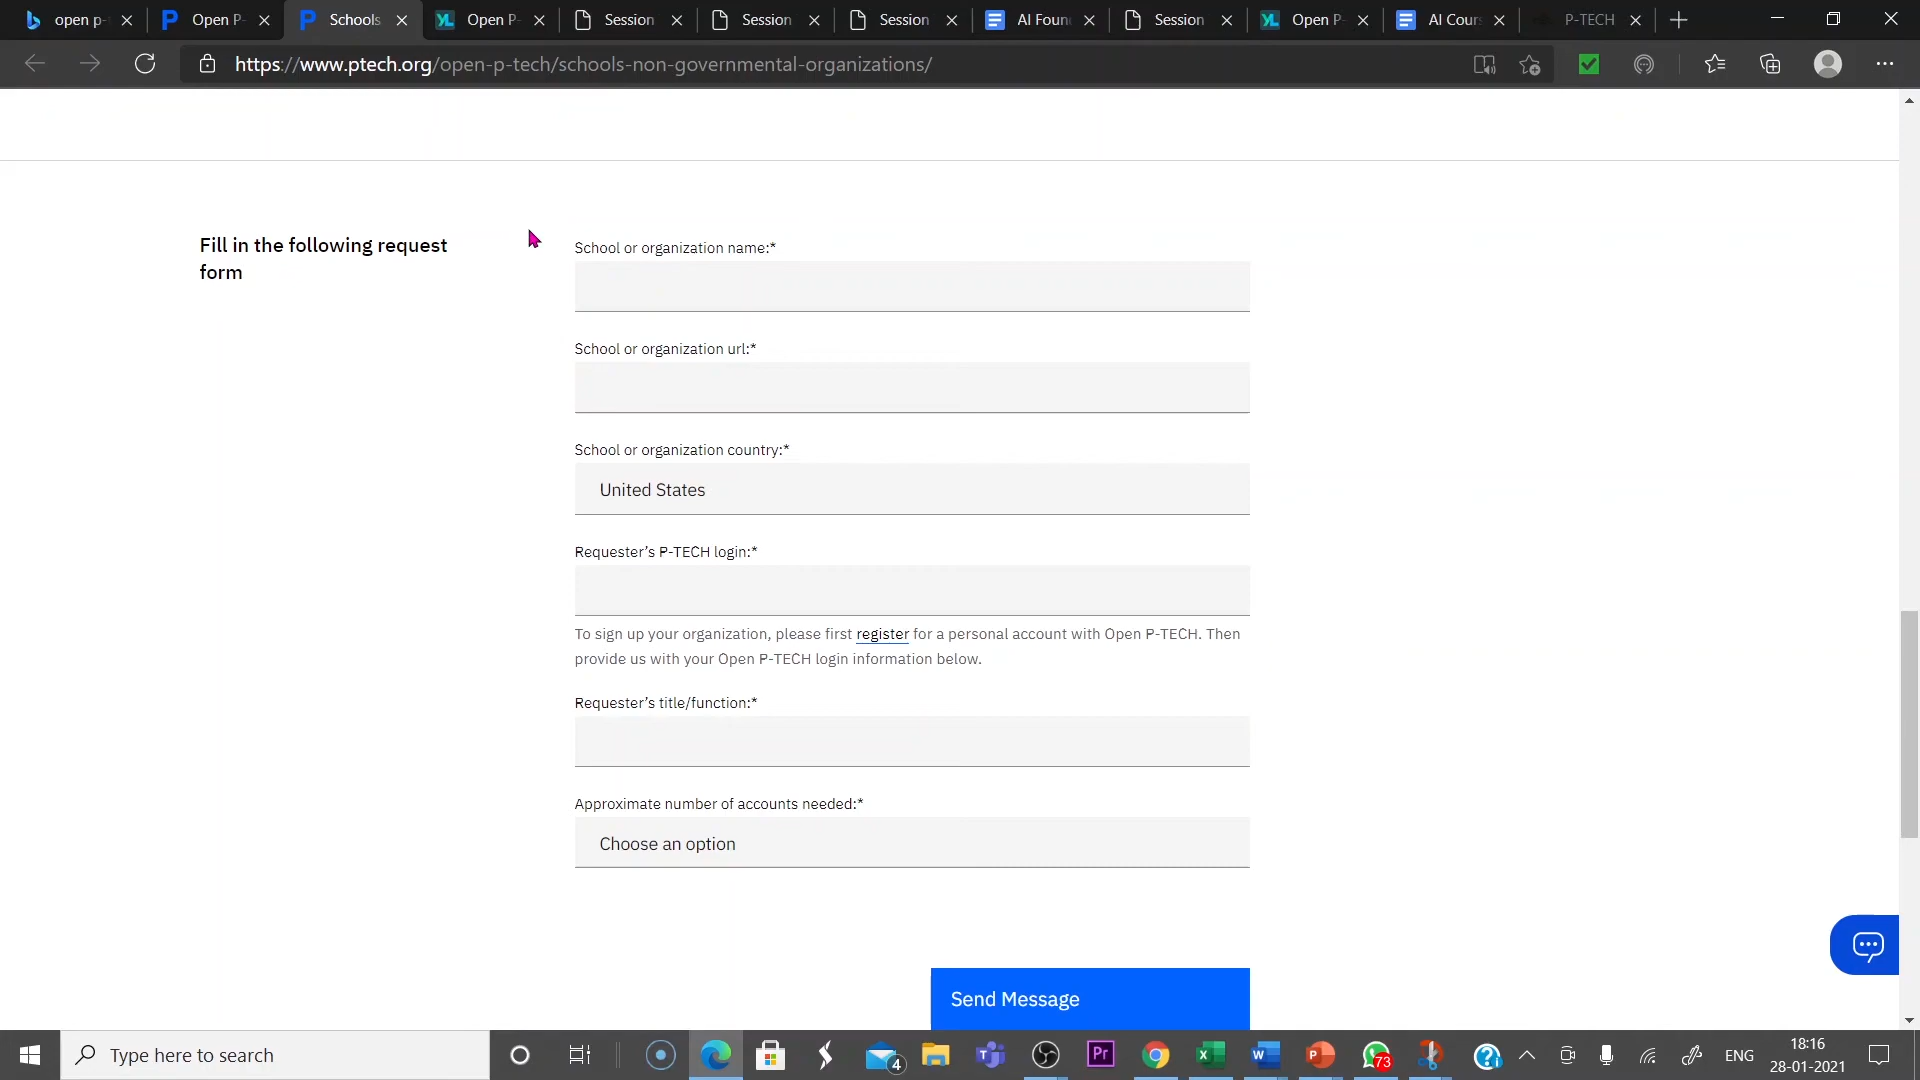 open p-
Open P-
Schools
Open P-
Session
Session
Session
AI Foun
Session
Open P-
AI Cour
P-TECH
https://www.ptech.org/open-p-tech/schools-non-governmental-organizations/
Fill in the following request
form
School or organization name:*
School or organization url:*
School or organization country:*
United States
Requester's P-TECH login:*
To sign up your organization, please first register for a personal account with Open P-TECH. Then
provide us with your Open P-TECH login information below.
Requester's title/function:*
Approximate number of accounts needed:*
Choose an option
Send Message
Type here to search
4
Pr
73
ENG
18:16
28-01-2021